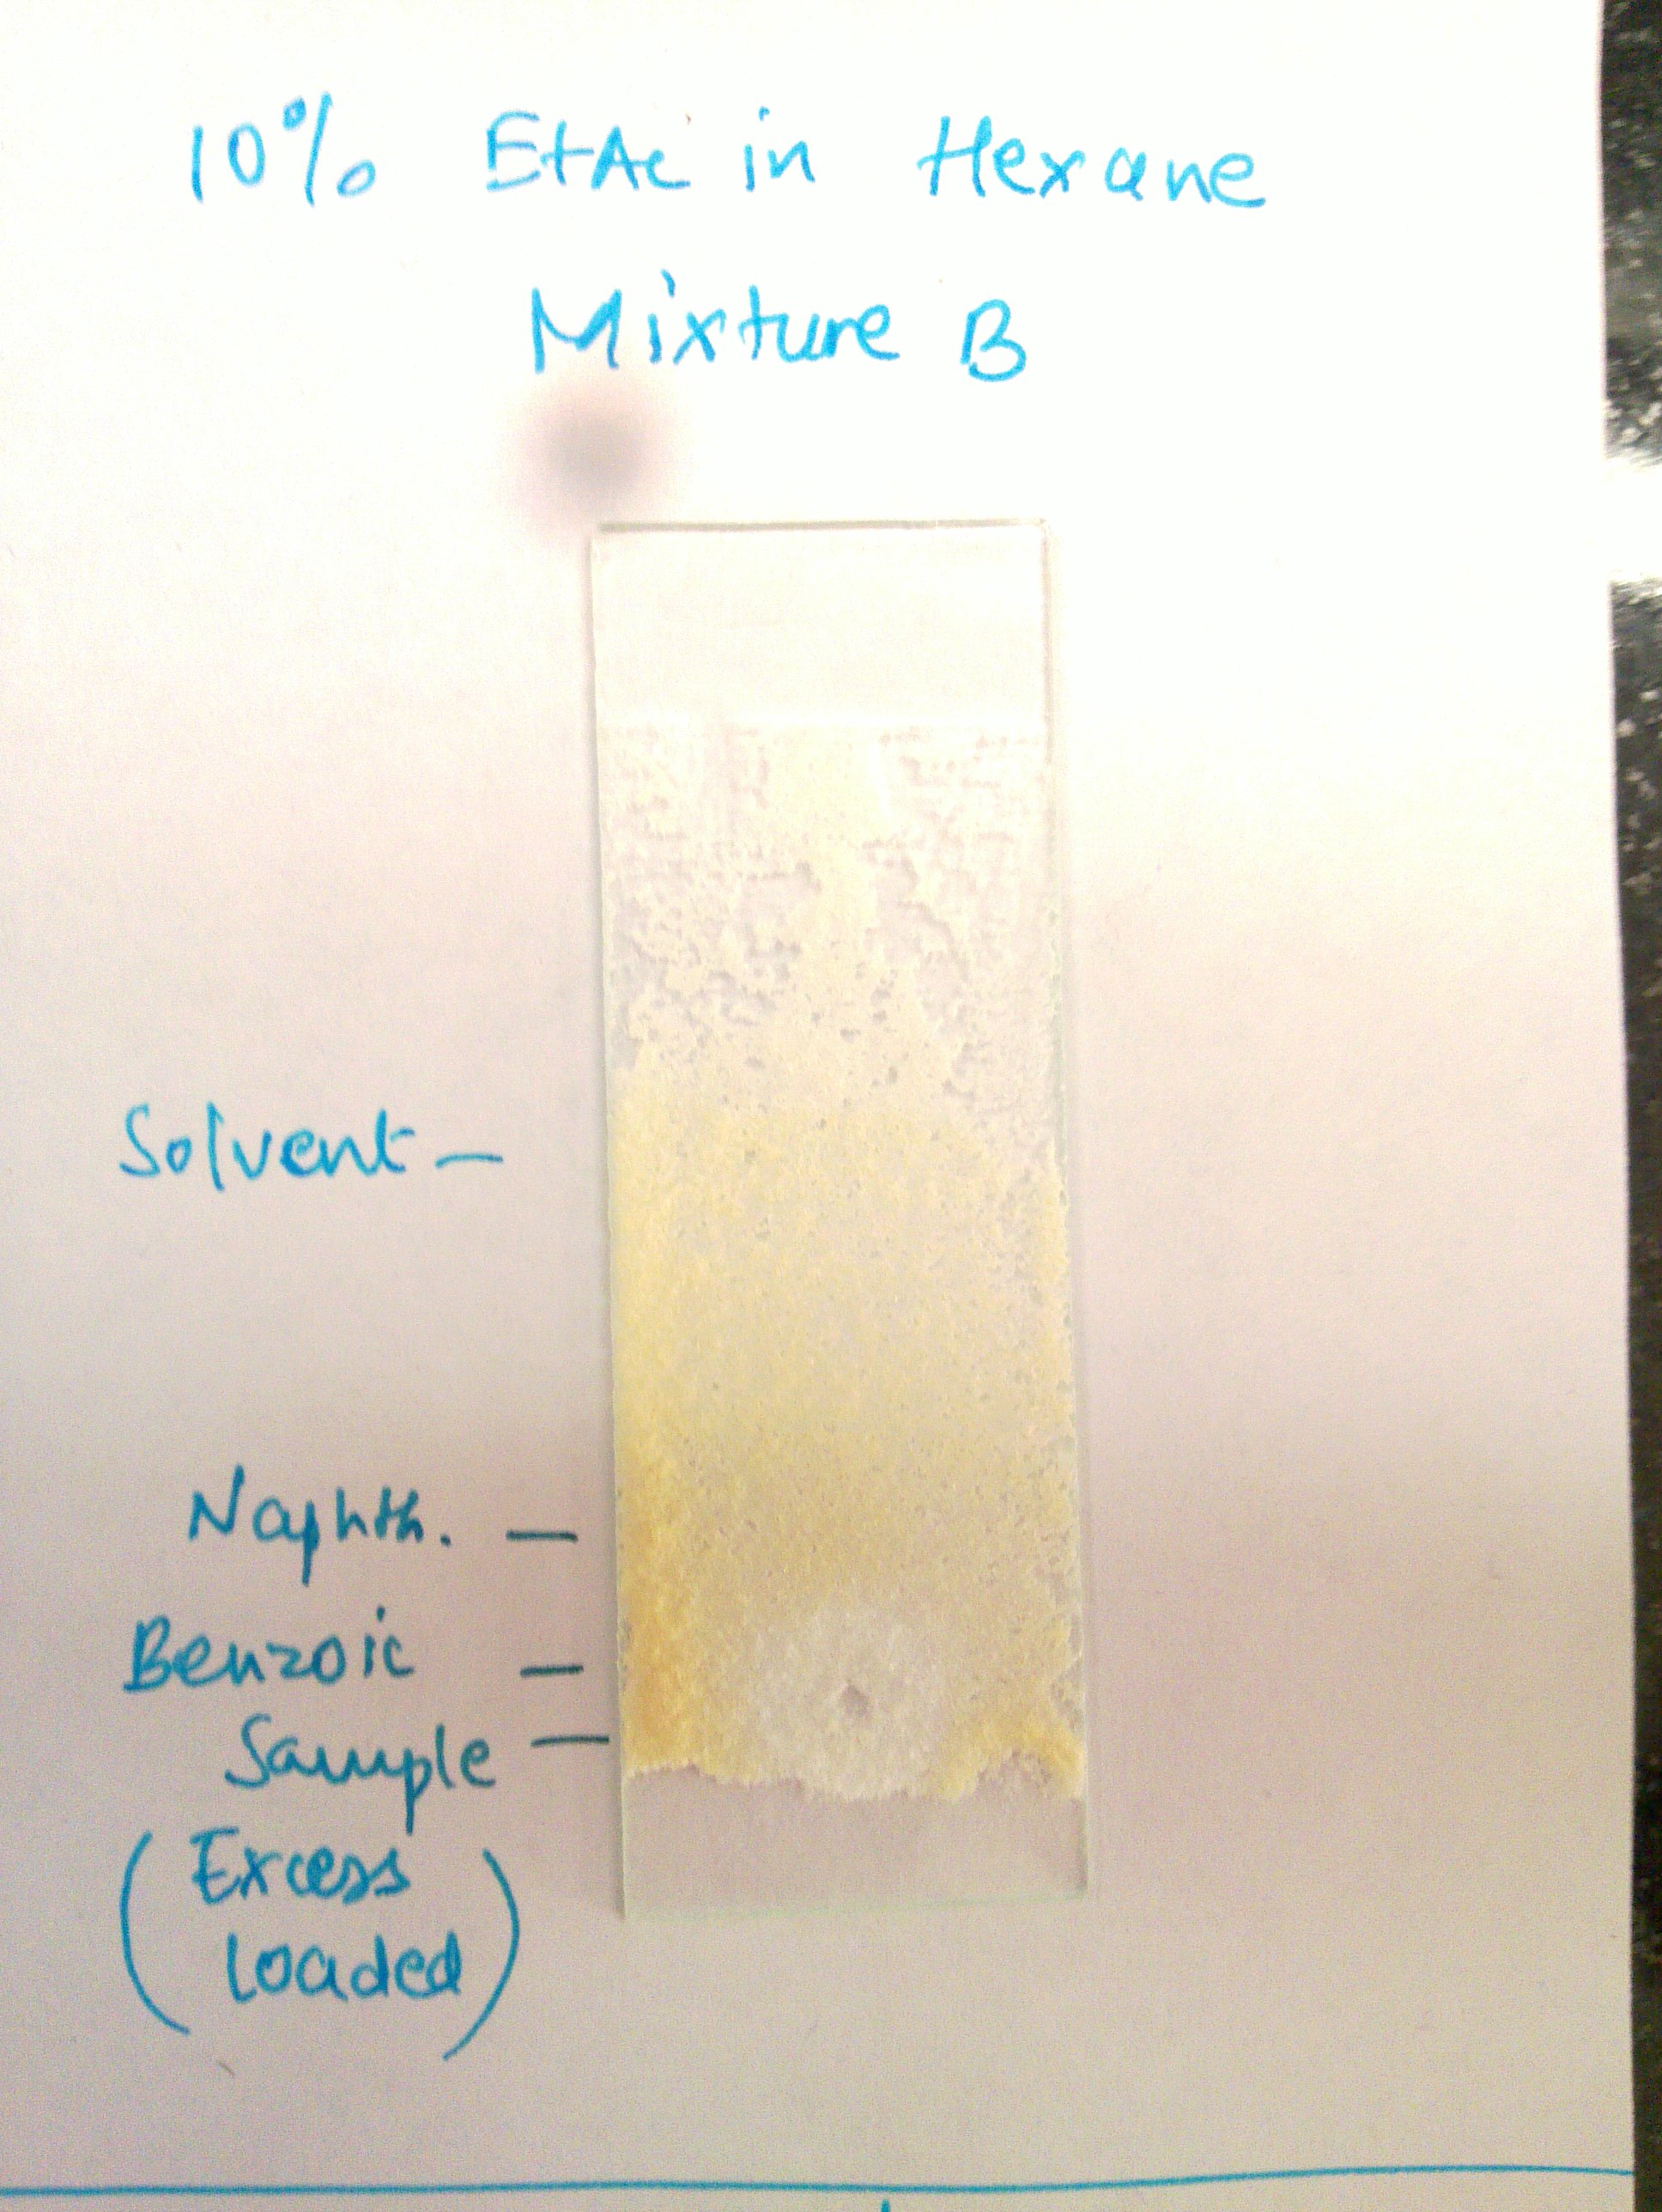 10% EtAc in Hexane
Mixture B
Solvent –
Naphth. –
Benzoic –
Sample –
(Excess
loaded)